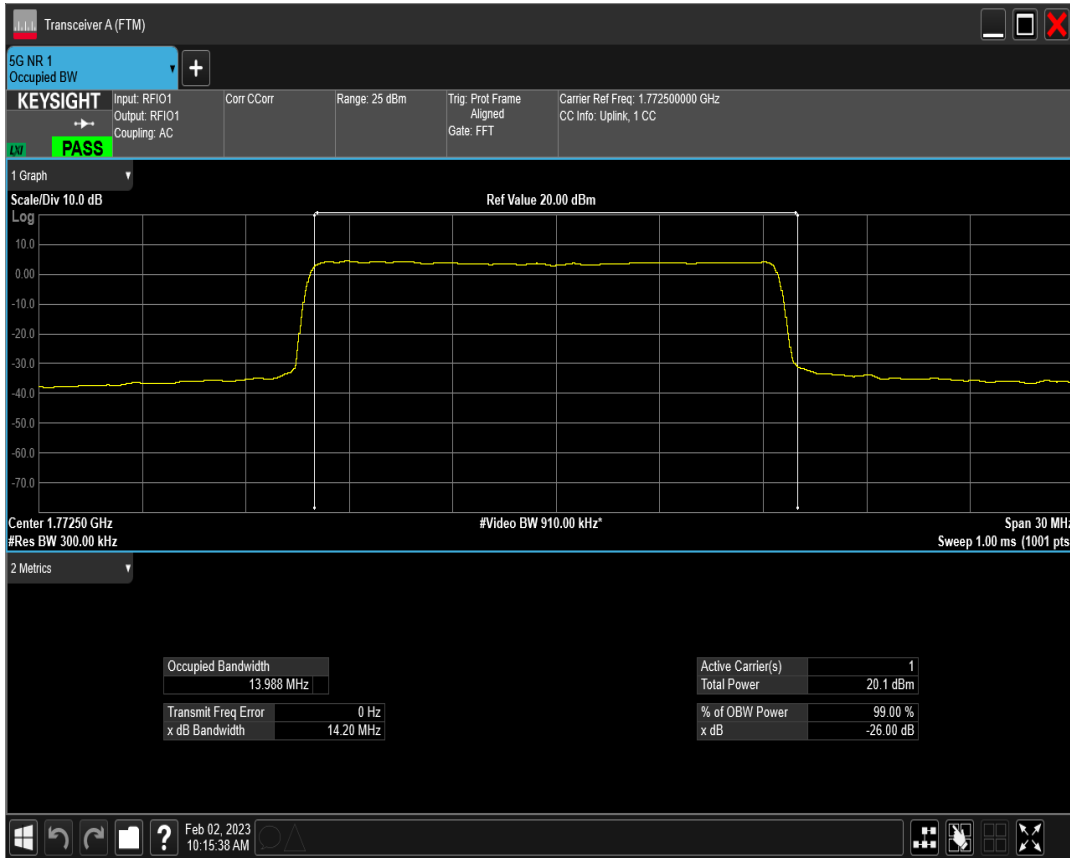 Transceiver A (FTM)
5G NR 1
Occupied BW
+
KEYSIGHT
LXI
PASS
Input: RFIO1
Output: RFIO1
Coupling: AC
Corr CCorr
Range: 25 dBm
Trig: Prot Frame
Aligned
Gate: FFT
Carrier Ref Freq: 1.772500000 GHz
CC Info: Uplink, 1 CC
1 Graph
Scale/Div 10.0 dB
Ref Value 20.00 dBm
Log
10.0
0.00
-10.0
-20.0
-30.0
-40.0
-50.0
-60.0
-70.0
Center 1.77250 GHz
#Video BW 910.00 kHz*
Span 30 MHz
#Res BW 300.00 kHz
Sweep 1.00 ms (1001 pts
2 Metrics
Occupied Bandwidth
13.988 MHz
Transmit Freq Error 0 Hz
x dB Bandwidth 14.20 MHz
Active Carrier(s) 1
Total Power 20.1 dBm
% of OBW Power 99.00 %
x dB -26.00 dB
?
Feb 02, 2023
10:15:38 AM